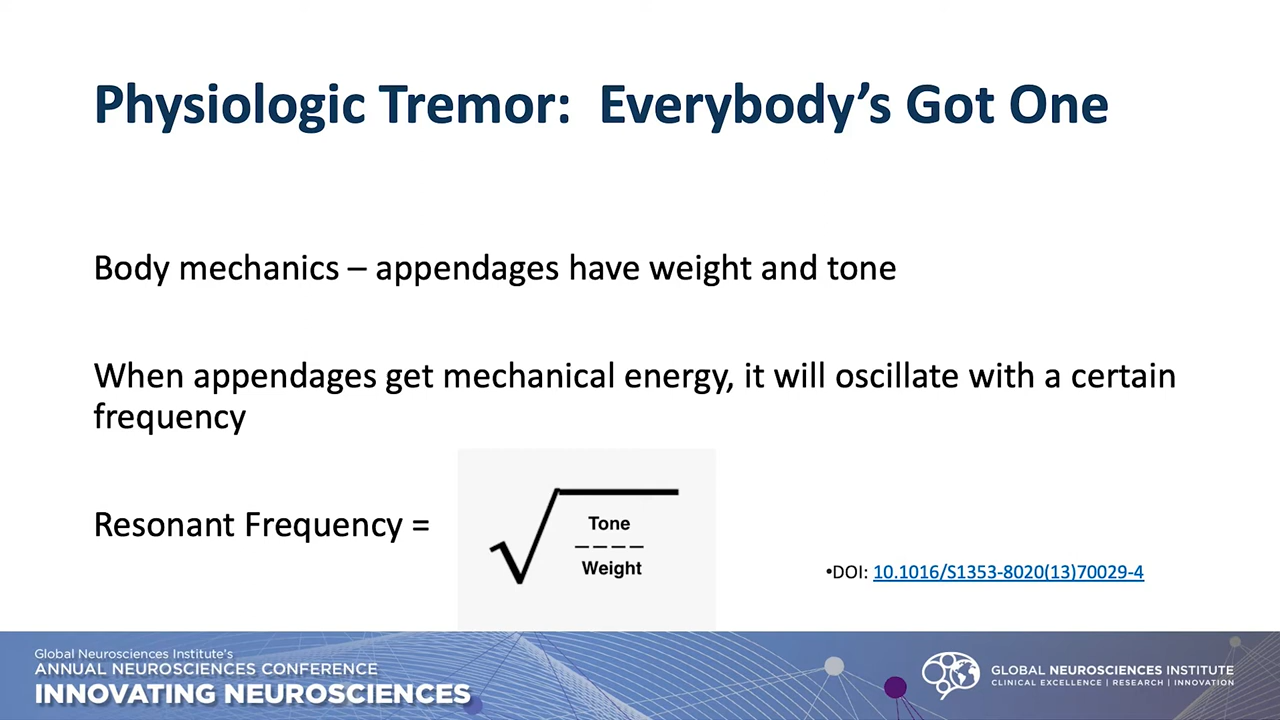 Physiologic Tremor:  Everybody’s Got One
Body mechanics – appendages have weight and tone
When appendages get mechanical energy, it will oscillate with a certain
frequency
Resonant Frequency =
Tone
Weight
•DOI: 10.1016/S1353-8020(13)70029-4
Global Neurosciences Institute's
ANNUAL NEUROSCIENCES CONFERENCE
INNOVATING NEUROSCIENCES
GLOBAL NEUROSCIENCES INSTITUTE
CLINICAL EXCELLENCE | RESEARCH | INNOVATION